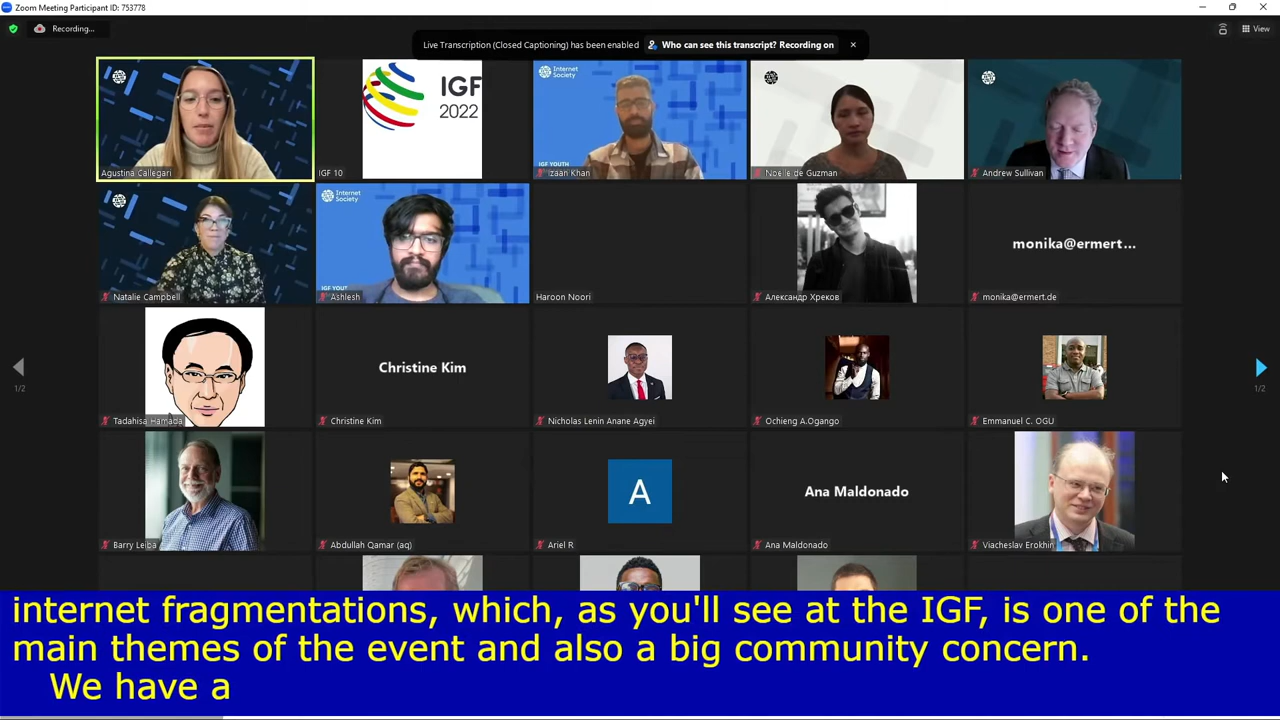 Zoom Meeting Participant ID: 753778
Recording...
Live Transcription (Closed Captioning) has been enabled
Who can see this transcript? Recording on
View
Agustina Callegari
IGF
2022
IGF 10
Internet
Society
IGF YOUTH
Izaan Khan
Noelle de Guzman
Andrew Sullivan
Natalie Campbell
Internet
Society
IGF YOUT
Ashlesh
Haroon Noori
Александр Хреков
monika@ermert...
monika@ermert.de
Tadahisa Hamada
Christine Kim
Christine Kim
Nicholas Lenin Anane Agyei
Ochieng A.Ogango
Emmanuel C. OGU
1/2
1/2
Barry Leiba
Abdullah Qamar (aq)
A
Ariel R
Ana Maldonado
Ana Maldonado
Viacheslav Erokhin
internet fragmentations, which, as you'll see at the IGF, is one of the
main themes of the event and also a big community concern.
We have a